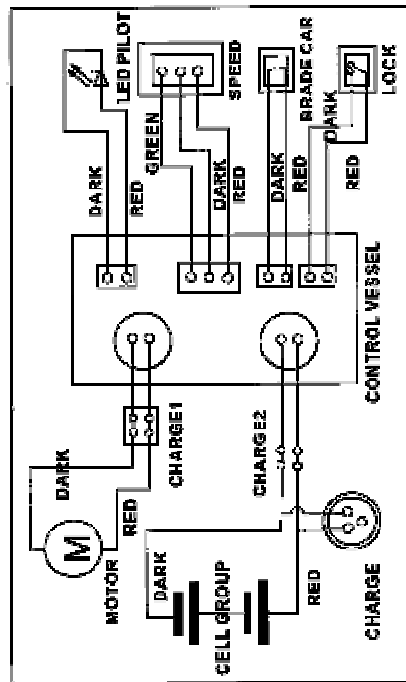 LED PILOT
SPEED
BRADE CAR
LOCK
DARK
RED
GREEN
DARK
RED
DARK
RED
DARK
RED
CONTROL VESSEL
CHARGE1
CHARGE2
DARK
RED
M
MOTOR
DARK
CELL GROUP
RED
CHARGE